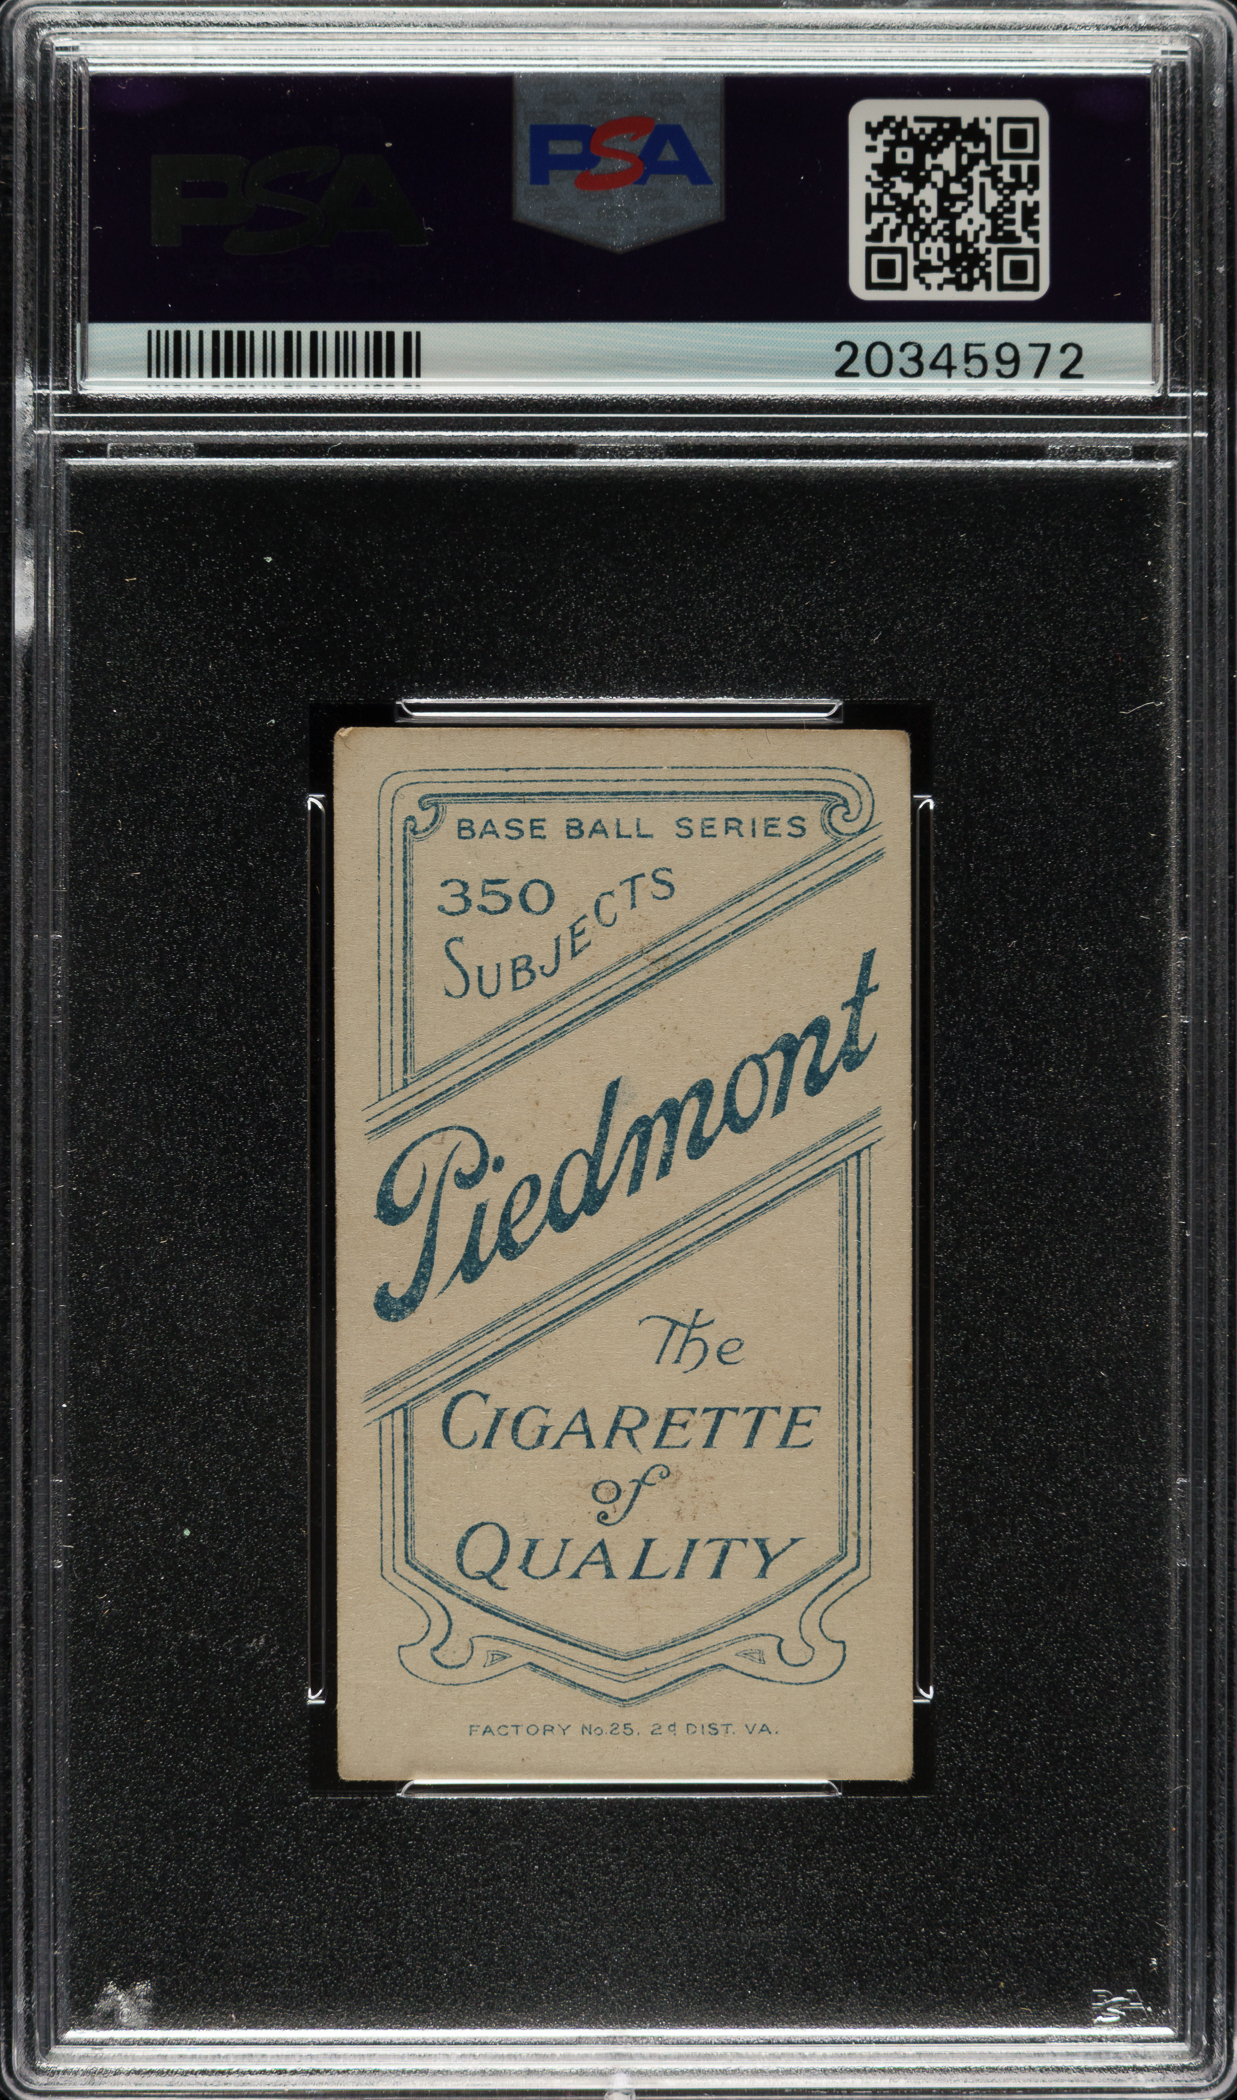 PSA
PSA
20345972
BASE BALL SERIES
350
SUBJECTS
Piedmont
The
CIGARETTE
of
QUALITY
FACTORY No. 25, 2d DIST. VA.
PSA